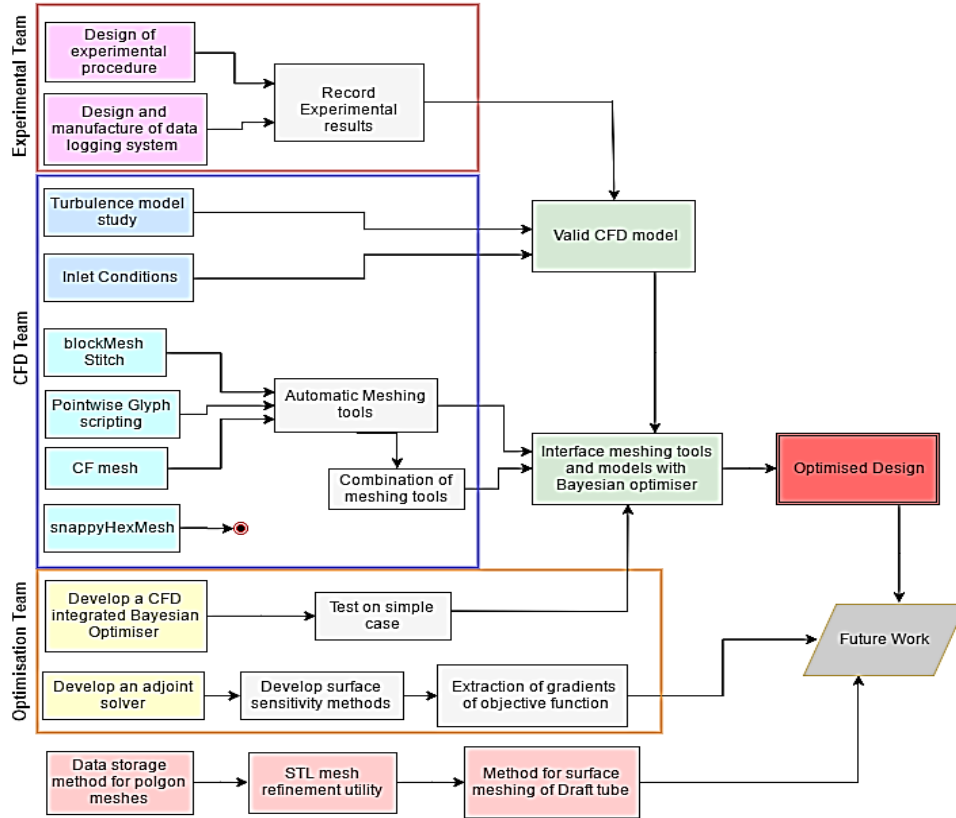 Experimental Team
Design of
experimental
procedure
Design and
manufacture of data
logging system
Record
Experimental
results
CFD Team
Turbulence model
study
Inlet Conditions
Valid CFD model
blockMesh
Stitch
Pointwise Glyph
scripting
CF mesh
snappyHexMesh
Automatic Meshing
tools
Combination of
meshing tools
Interface meshing tools
and models with
Bayesian optimiser
Optimised Design
Optimisation Team
Develop a CFD
integrated Bayesian
Optimiser
Test on simple
case
Develop an adjoint
solver
Develop surface
sensitivity methods
Extraction of gradients
of objective function
Future Work
Data storage
method for polgon
meshes
STL mesh
refinement utility
Method for surface
meshing of Draft tube